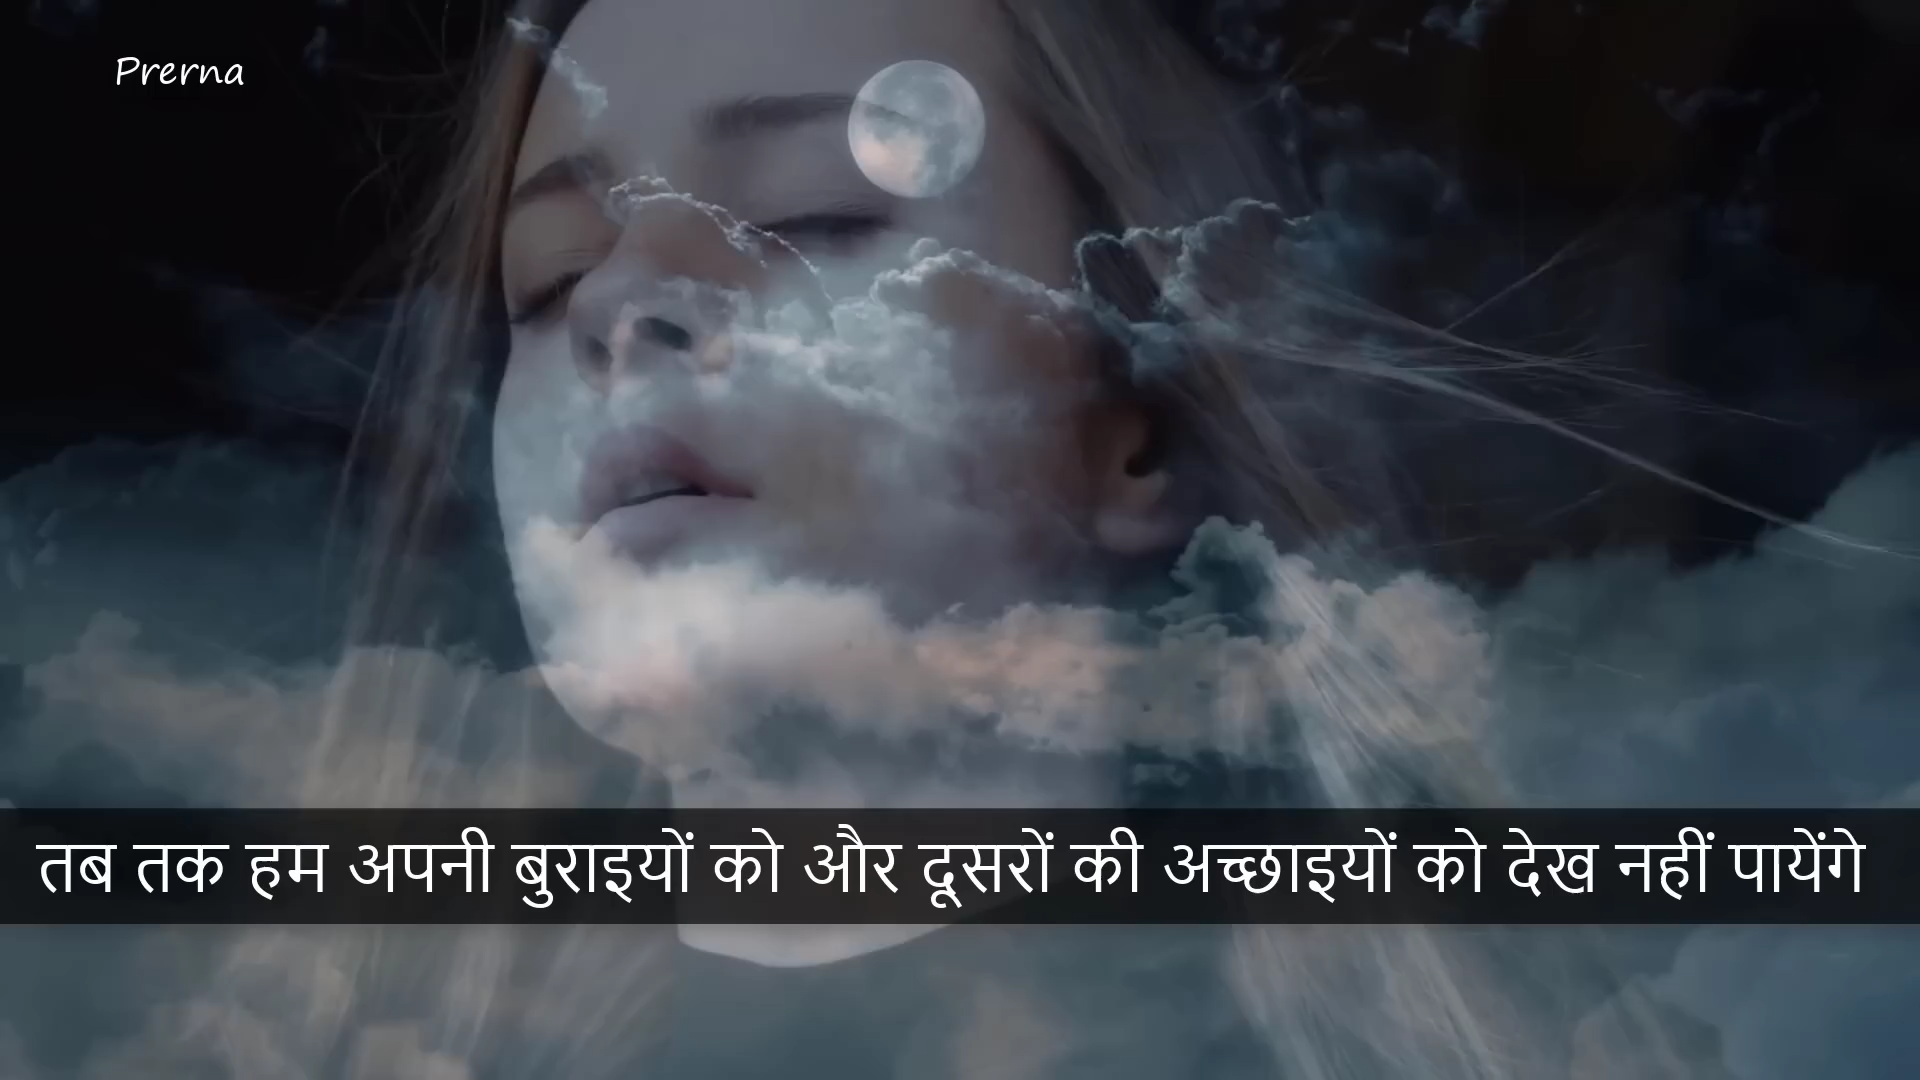 Prerna
तब तक हम अपनी बुराइयों को और दूसरों की अच्छाइयों को देख नहीं पायेंगे